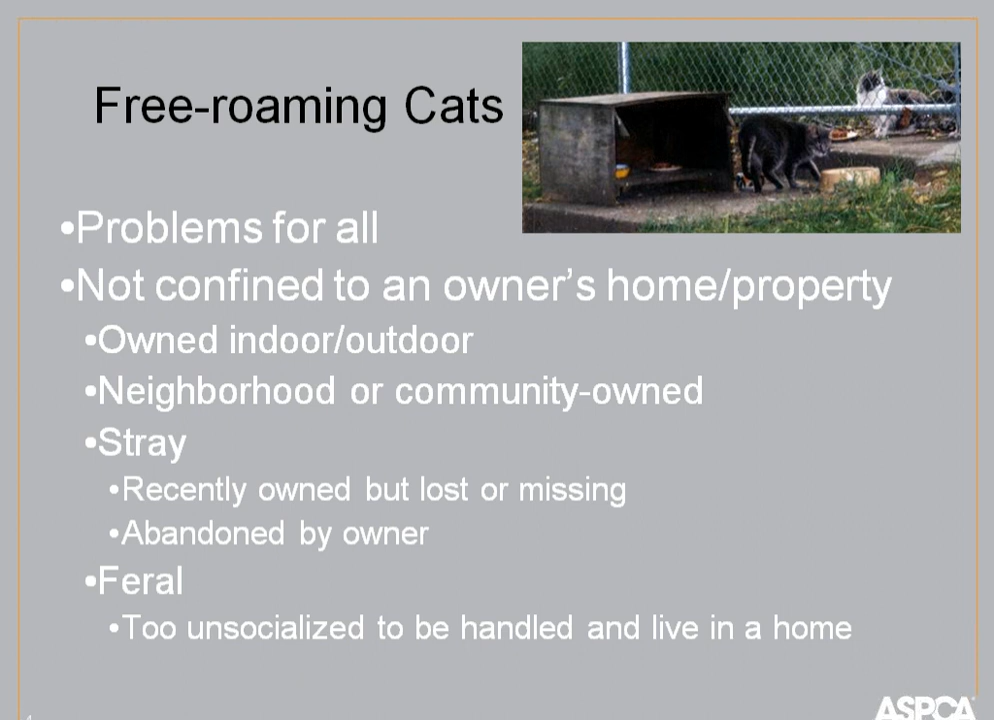 Free-roaming Cats
•Problems for all
•Not confined to an owner’s home/property
•Owned indoor/outdoor
•Neighborhood or community-owned
•Stray
•Recently owned but lost or missing
•Abandoned by owner
•Feral
•Too unsocialized to be handled and live in a home
ASPCA